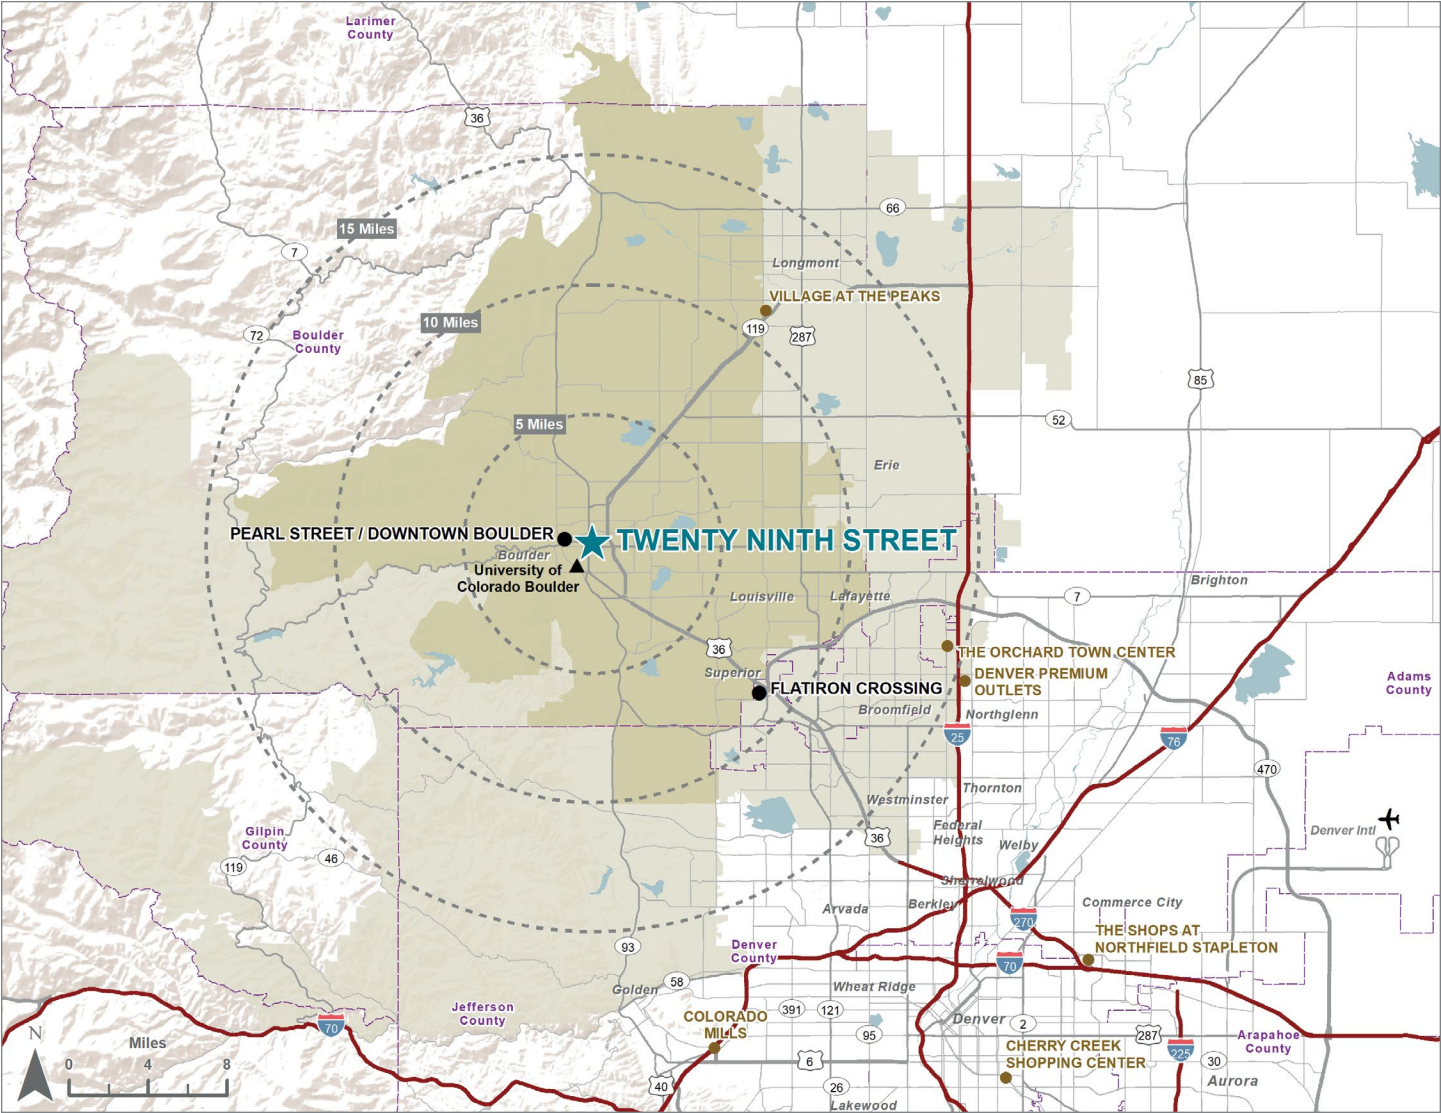 Larimer
County
36
66
15 Miles
7
Longmont
VILLAGE AT THE PEAKS
10 Miles
119
287
72
Boulder
County
85
5 Miles
52
Erie
PEARL STREET / DOWNTOWN BOULDER
TWENTY NINTH STREET
Boulder
University of
Colorado Boulder
Brighton
Louisville
Lafayette
7
36
THE ORCHARD TOWN CENTER
Superior
DENVER PREMIUM
OUTLETS
FLATIRON CROSSING
Adams
County
Broomfield
Northglenn
25
76
470
Thornton
Westminster
Federal
Heights
36
Welby
Denver Intl
Gilpin
County
119
46
Sherrelwood
Berkley
Arvada
Commerce City
270
THE SHOPS AT
NORTHFIELD STAPLETON
93
Denver
County
70
58
Golden
Wheat Ridge
Jefferson
County
391
121
COLORADO
MILLS
Denver
2
95
287
Arapahoe
County
70
N
Miles
0 4 8
CHERRY CREEK
SHOPPING CENTER
225
6
30
40
26
Aurora
Lakewood